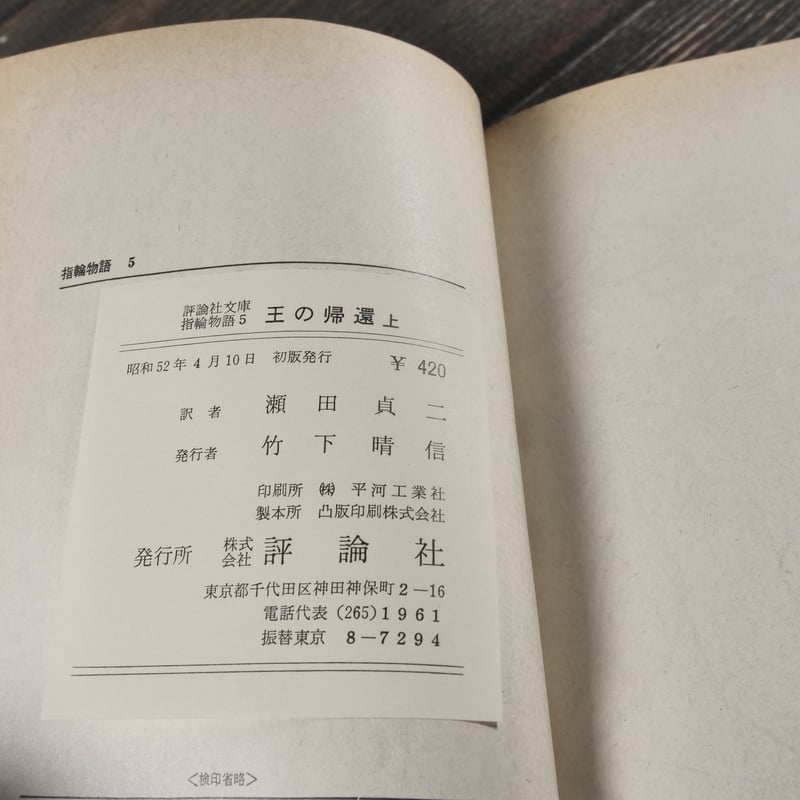 指輪物語 5
評論社文庫
指輪物語5 王の帰還 上
昭和52年4月10日 初版発行 ¥ 420
訳者 瀬田貞二
発行者 竹下晴信
印刷所 ㈱ 平河工業社
製本所 凸版印刷株式会社
発行所 株式会社 評論社
東京都千代田区神田神保町2―16
電話代表 (265)1961
振替東京 8―7294
<検印省略>